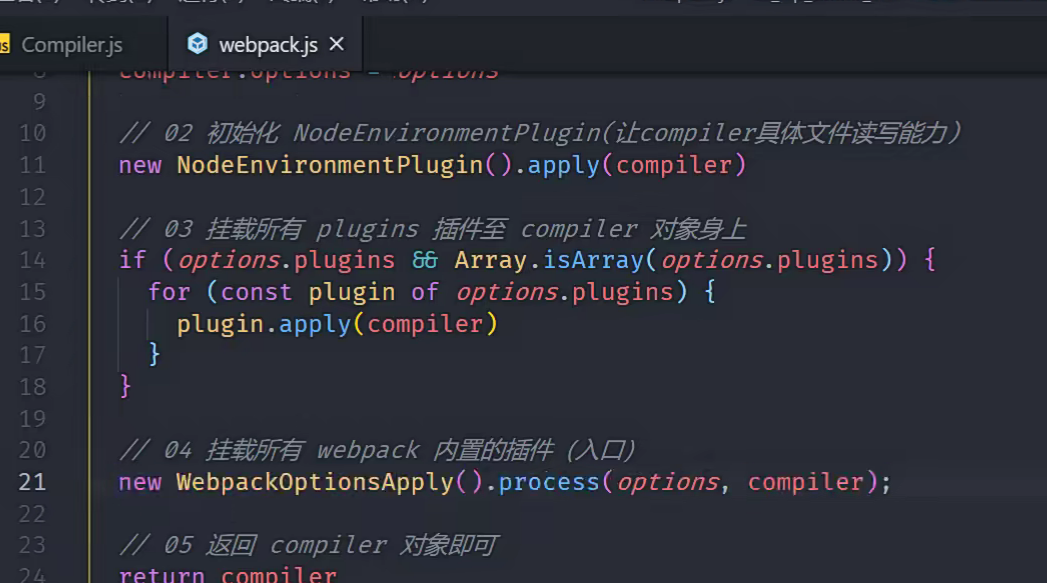 Compiler.js
webpack.js
8 compiler.options = options
9
10 // 02 初始化 NodeEnvironmentPlugin(让compiler具体文件读写能力)
11 new NodeEnvironmentPlugin().apply(compiler)
12
13 // 03 挂载所有 plugins 插件至 compiler 对象身上
14 if (options.plugins && Array.isArray(options.plugins)) {
15 for (const plugin of options.plugins) {
16 plugin.apply(compiler)
17 }
18 }
19
20 // 04 挂载所有 webpack 内置的插件（入口）
21 new WebpackOptionsApply().process(options, compiler);
22
23 // 05 返回 compiler 对象即可
24 return compiler